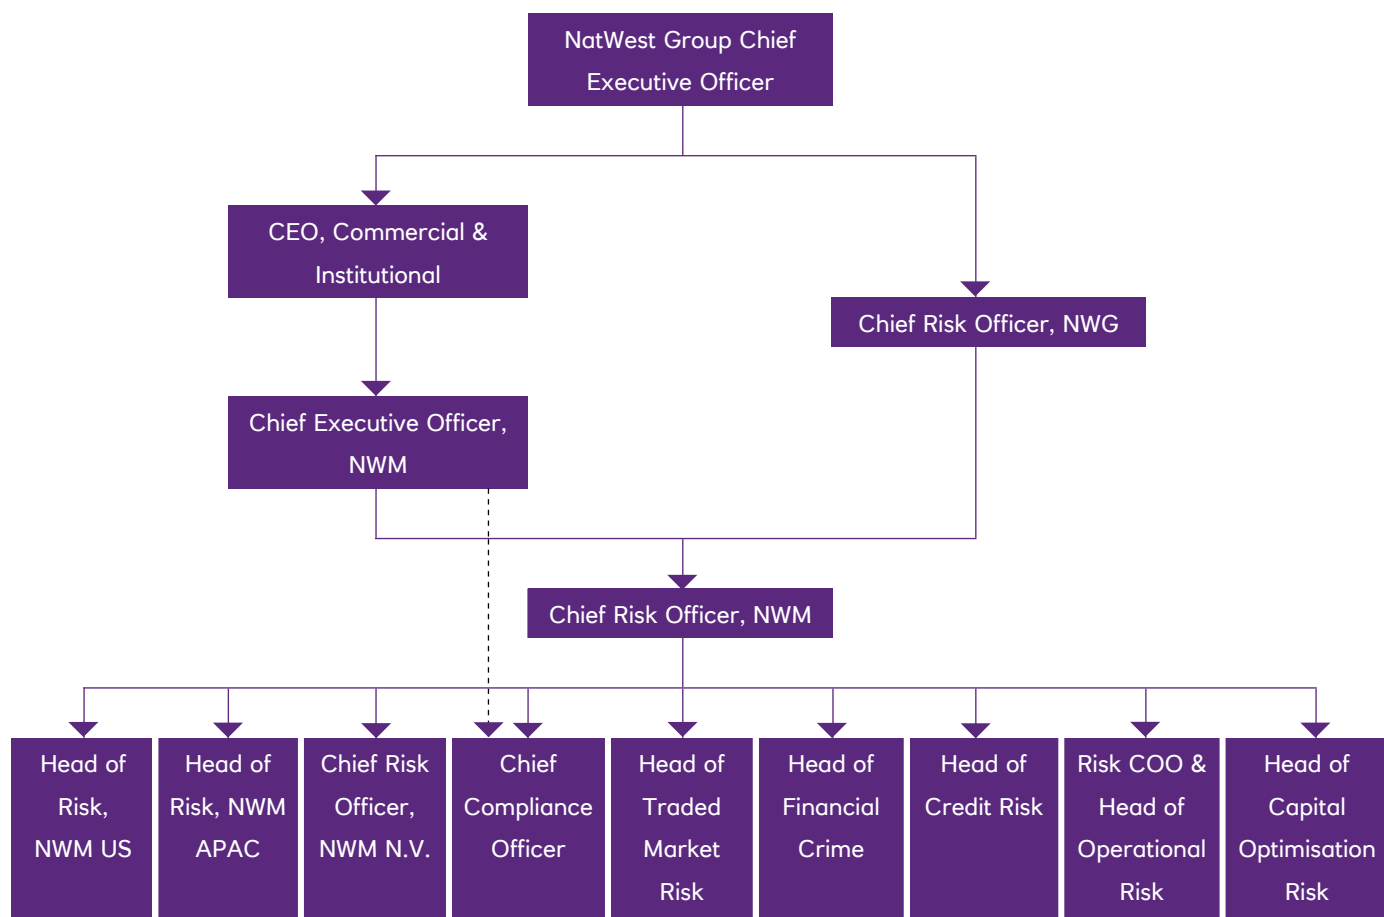 NatWest Group Chief
Executive Officer
CEO, Commercial &
Institutional
Chief Risk Officer, NWG
Chief Executive Officer,
NWM
Chief Risk Officer, NWM
Head of
Risk,
NWM US
Head of
Risk, NWM
APAC
Chief Risk
Officer,
NWM N.V.
Chief
Compliance
Officer
Head of
Traded
Market
Risk
Head of
Financial
Crime
Head of
Credit Risk
Risk COO &
Head of
Operational
Risk
Head of
Capital
Optimisation
Risk